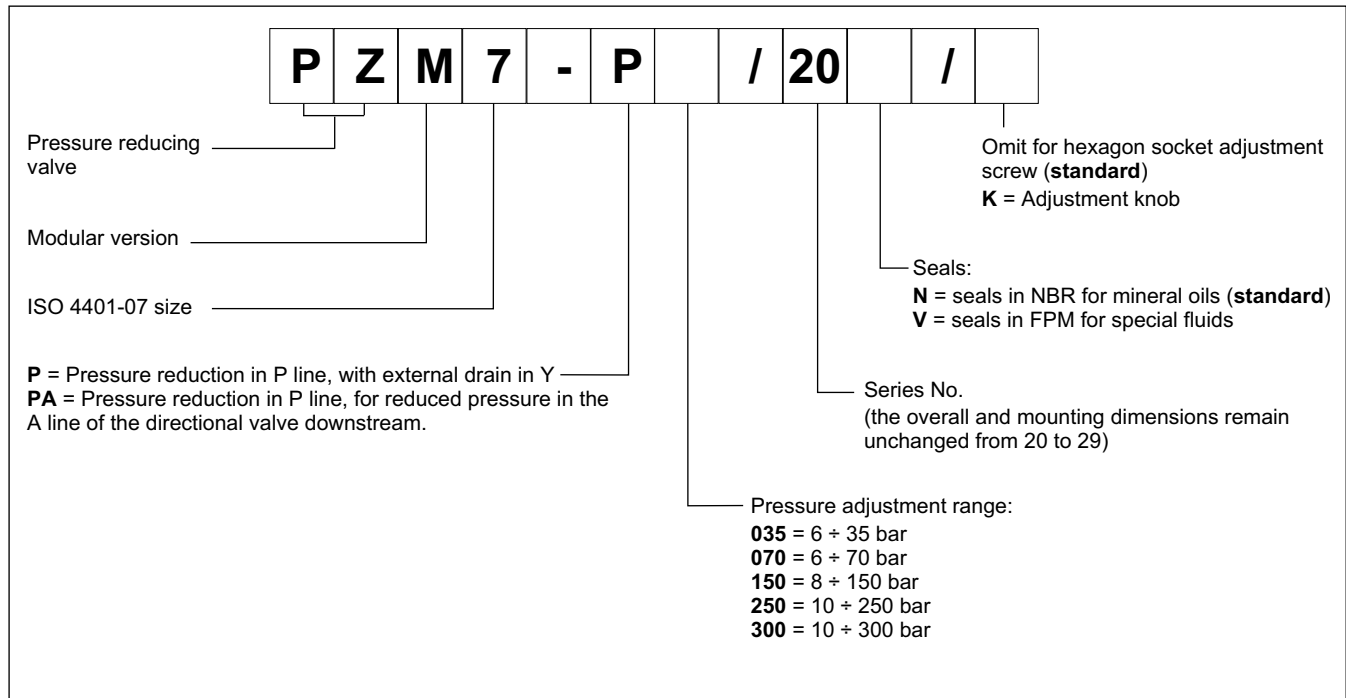 P Z M 7 - P / 20 /
Pressure reducing
valve
Modular version
ISO 4401-07 size
P = Pressure reduction in P line, with external drain in Y
PA = Pressure reduction in P line, for reduced pressure in the
A line of the directional valve downstream.
Omit for hexagon socket adjustment
screw (standard)
K = Adjustment knob
Seals:
N = seals in NBR for mineral oils (standard)
V = seals in FPM for special fluids
Series No.
(the overall and mounting dimensions remain
unchanged from 20 to 29)
Pressure adjustment range:
035 = 6 ÷ 35 bar
070 = 6 ÷ 70 bar
150 = 8 ÷ 150 bar
250 = 10 ÷ 250 bar
300 = 10 ÷ 300 bar